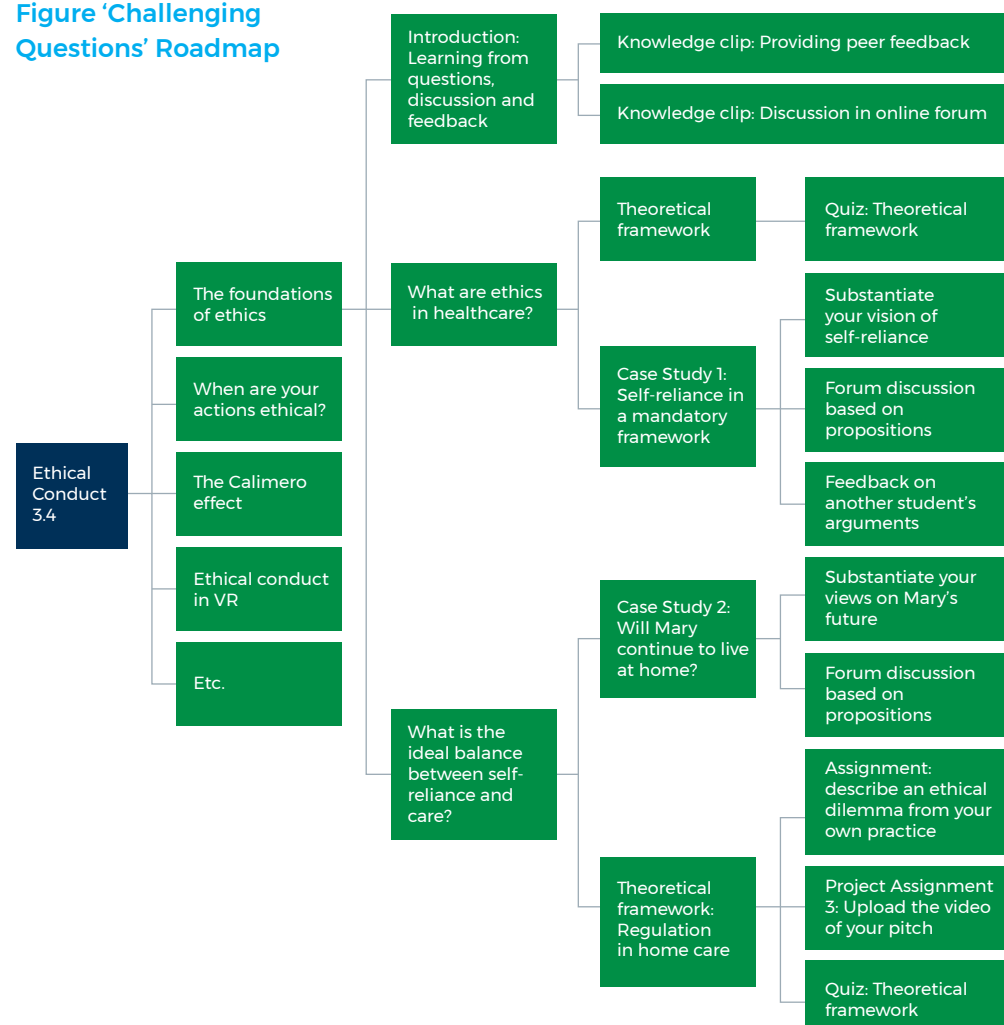 Figure ‘Challenging
Questions’ Roadmap
Ethical
Conduct
3.4
The foundations
of ethics
When are your
actions ethical?
The Calimero
effect
Ethical conduct
in VR
Etc.
Introduction:
Learning from
questions,
discussion and
feedback
Knowledge clip: Providing peer feedback
Knowledge clip: Discussion in online forum
What are ethics
in healthcare?
Theoretical
framework
Quiz: Theoretical
framework
Case Study 1:
Self-reliance in
a mandatory
framework
Substantiate
your vision of
self-reliance
Forum discussion
based on
propositions
Feedback on
another student’s
arguments
What is the
ideal balance
between self-
reliance and
care?
Case Study 2:
Will Mary
continue to live
at home?
Substantiate your
views on Mary’s
future
Forum discussion
based on
propositions
Theoretical
framework:
Regulation
in home care
Assignment:
describe an ethical
dilemma from your
own practice
Project Assignment
3: Upload the video
of your pitch
Quiz: Theoretical
framework